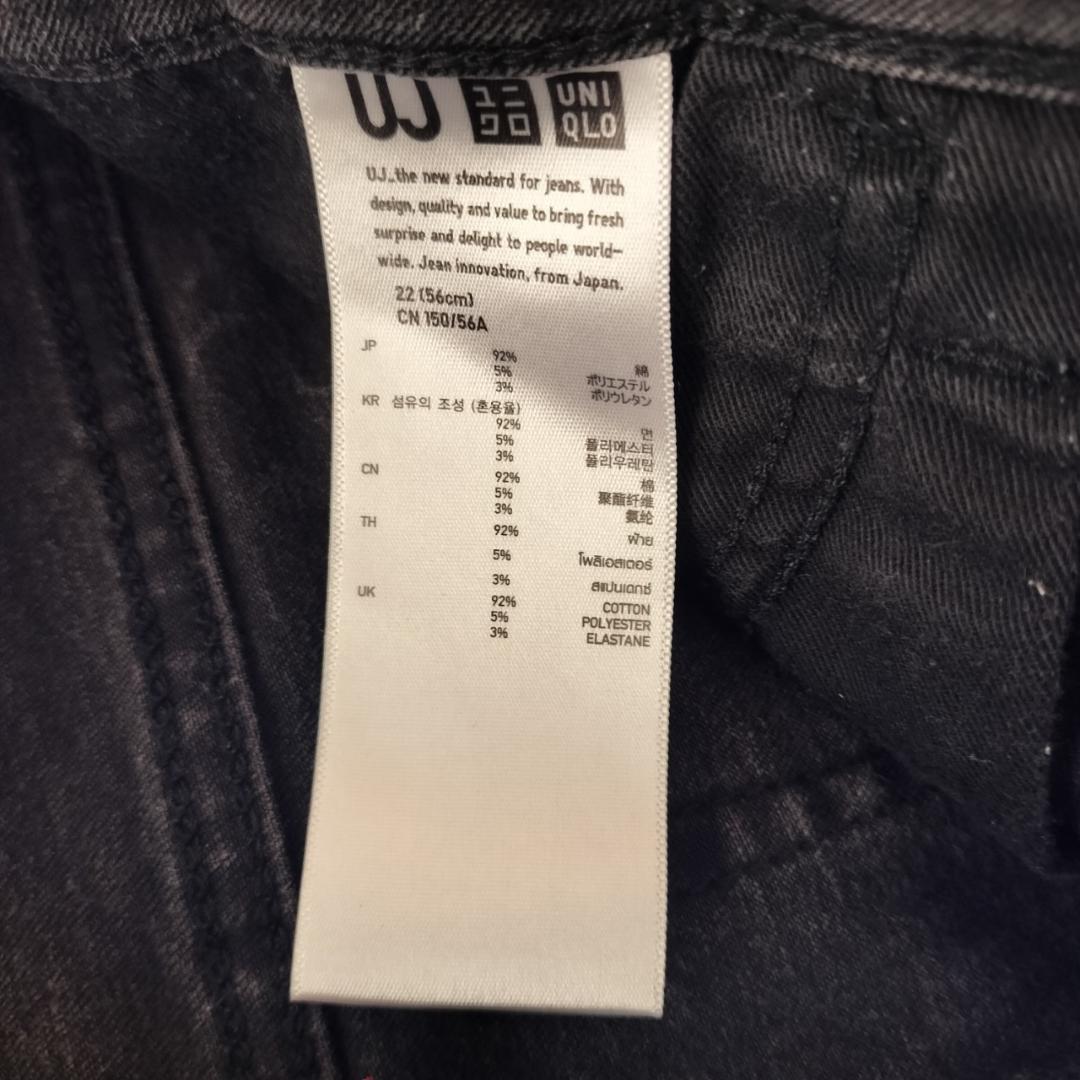 UJ ユニクロ UNIQLO
UJ...the new standard for jeans. With
design, quality and value to bring fresh
surprise and delight to people world-
wide. Jean innovation, from Japan.
22 (56cm)
CN 150/56A
JP
92% 綿
5% ポリエステル
3% ポリウレタン
KR 섬유의 조성 (혼용율)
92% 면
5% 폴리에스터
3% 폴리우레탄
CN
92% 棉
5% 聚酯纤维
3% 氨纶
TH
92% ฝ้าย
5% โพลิเอสเตอร์
3% สแปนเดกซ์
UK
92% COTTON
5% POLYESTER
3% ELASTANE